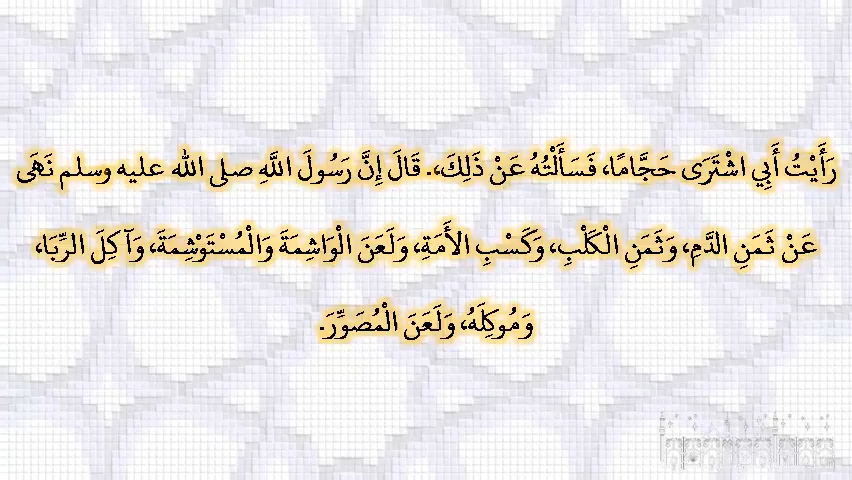 رَأَيْتُ أَبِي اشْتَرَى حَجَّامًا، فَسَأَلْتُهُ عَنْ ذَلِكَ،. قَالَ إِنَّ رَسُولَ اللَّهِ صلى الله عليه وسلم نَهَى
عَنْ ثَمَنِ الدَّمِ، وَثَمَنِ الْكَلْبِ، وَكَسْبِ الأَمَةِ، وَلَعَنَ الْوَاشِمَةَ وَالْمُسْتَوْشِمَةَ، وَآكِلَ الرِّبَا،
وَمُوكِلَهُ، وَلَعَنَ الْمُصَوِّرَ.